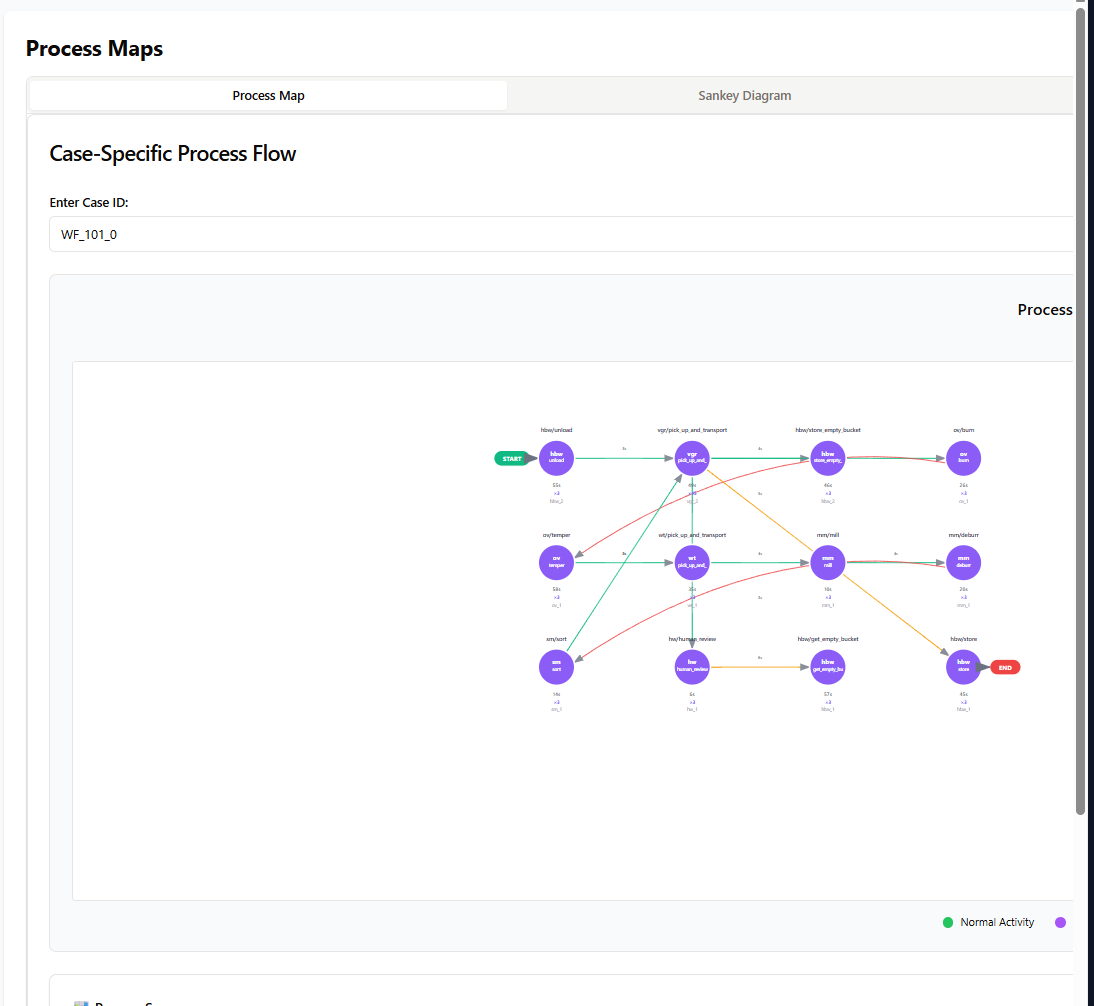 Process Maps
Process Map
Sankey Diagram
Case-Specific Process Flow
Enter Case ID:
WF_101_0
Process
hbw/unload
vgr/pick_up_and_transport
hbw/store_empty_bucket
ov/burn
START
hbw
unload
vgr
pick_up_and_
hbw
store_empty_
ov
burn
55s
46s
26s
×3
×3
×3
hbw_2
hbw_2
ov_1
ov/temper
wt/pick_up_and_transport
mm/mill
mm/deburr
ov
temper
wt
pick_up_and_
mm
mill
mm
deburr
58s
10s
20s
×3
×3
×3
ov_1
mm_1
mm_1
sm/sort
hw/human_review
hbw/get_empty_bucket
hbw/store
sm
sort
hw
human_review
hbw
get_empty_bu
hbw
store
END
14s
6s
57s
45s
×3
×3
×3
×3
sm_1
hw_1
hbw_1
hbw_1
Normal Activity